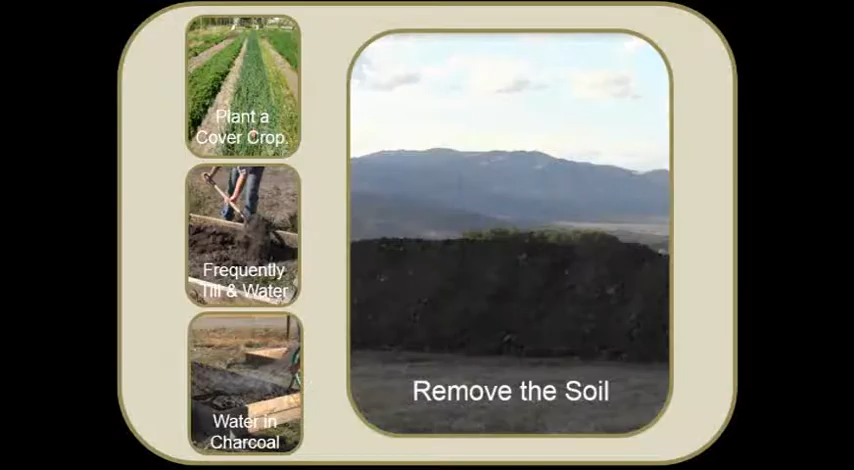 Plant a
Cover Crop.
Frequently
Till & Water
Water in
Charcoal
Remove the Soil